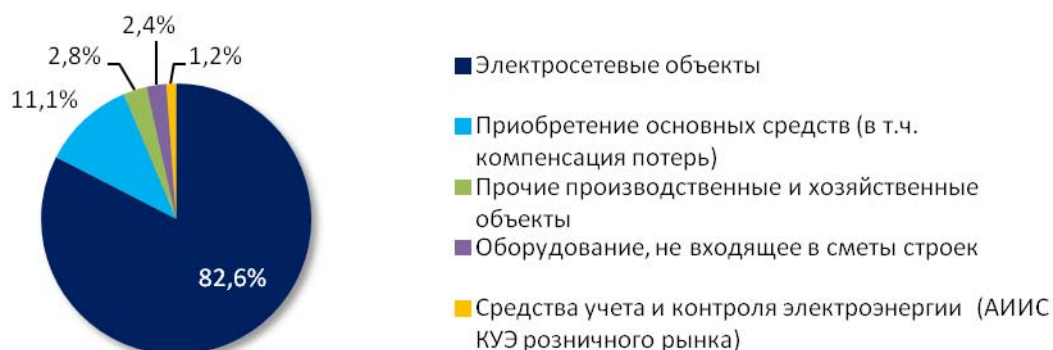 2,4%
2,8%
1,2%
11,1%
82,6%
Электросетевые объекты
Приобретение основных средств (в т.ч.
компенсация потерь)
Прочие производственные и хозяйственные
объекты
Оборудование, не входящее в сметы строек
Средства учета и контроля электроэнергии (АИИС
КУЭ розничного рынка)